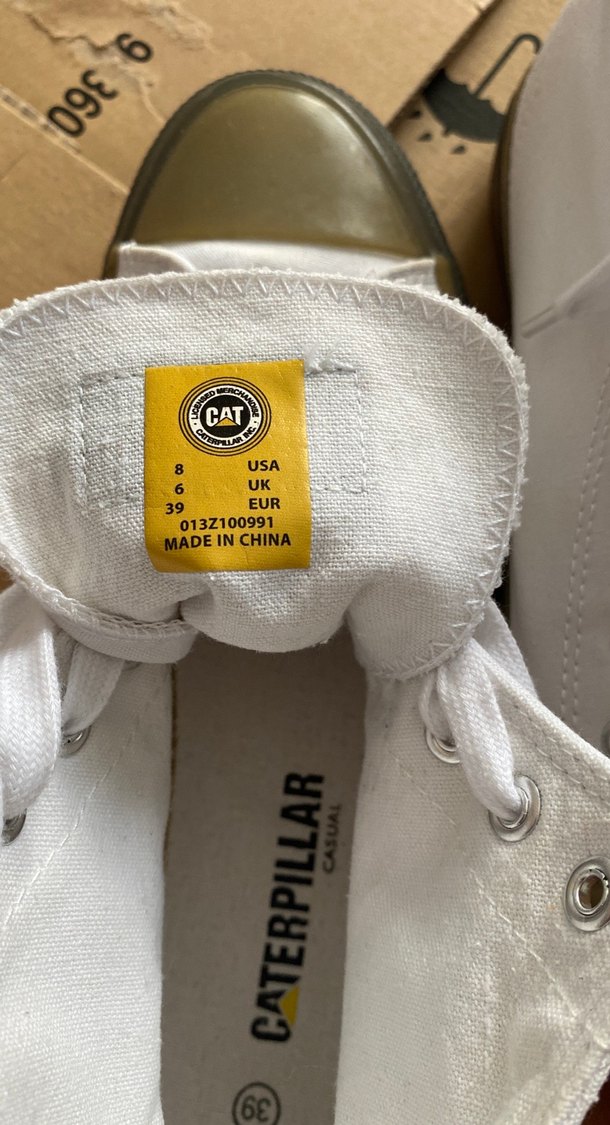 9 360
LICENSED MERCHANDISE
CAT
CATERPILLAR INC.
8 USA
6 UK
39 EUR
013Z100991
MADE IN CHINA
CATERPILLAR
CASUAL
39